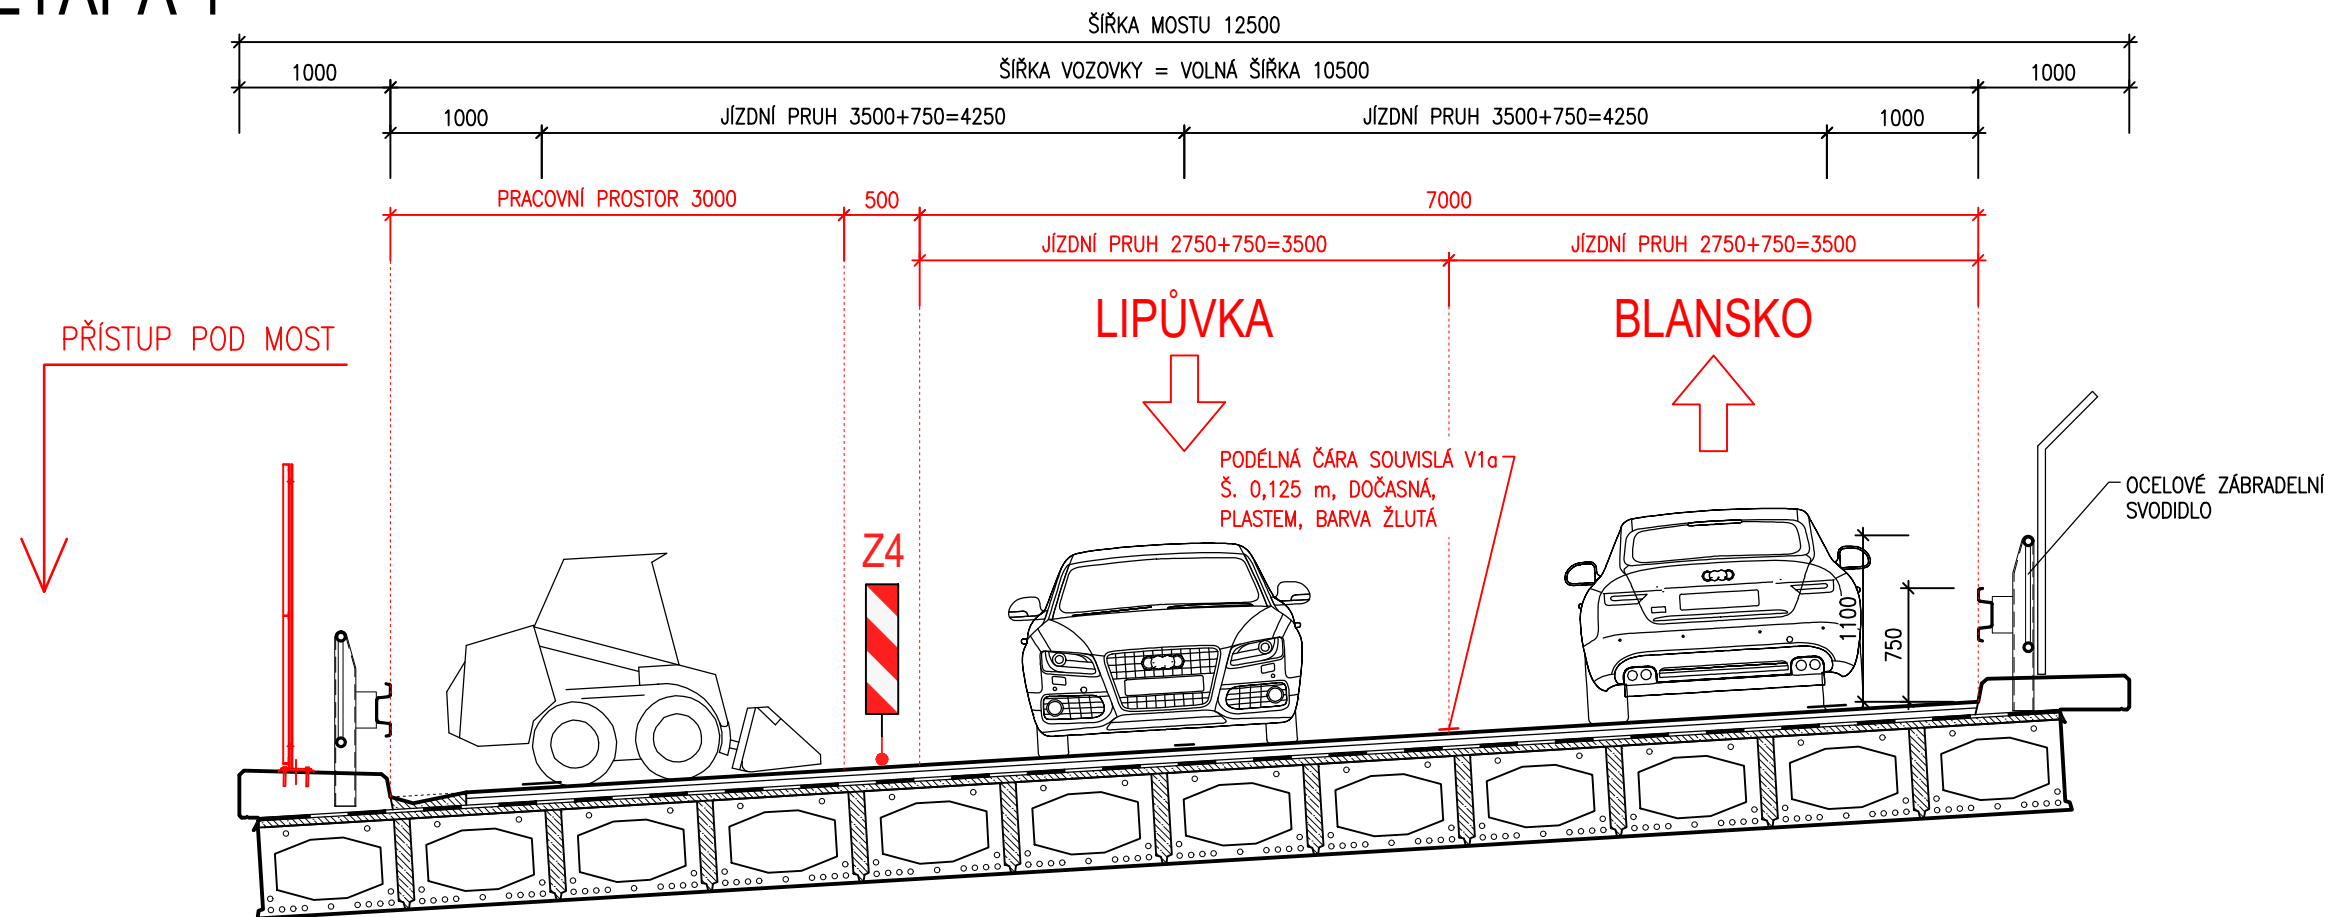 ETAPA 1
ŠÍŘKA MOSTU 12500
1000
ŠÍŘKA VOZOVKY = VOLNÁ ŠÍŘKA 10500
1000
1000
JÍZDNÍ PRUH 3500+750=4250
JÍZDNÍ PRUH 3500+750=4250
1000
PRACOVNÍ PROSTOR 3000
500
7000
JÍZDNÍ PRUH 2750+750=3500
JÍZDNÍ PRUH 2750+750=3500
LIPŮVKA
BLANSKO
PŘÍSTUP POD MOST
PODÉLNÁ ČÁRA SOUVISLÁ V1a
Š. 0,125 m, DOČASNÁ,
PLASTEM, BARVA ŽLUTÁ
OCELOVÉ ZÁBRADELNÍ
SVODIDLO
Z4
1100
750